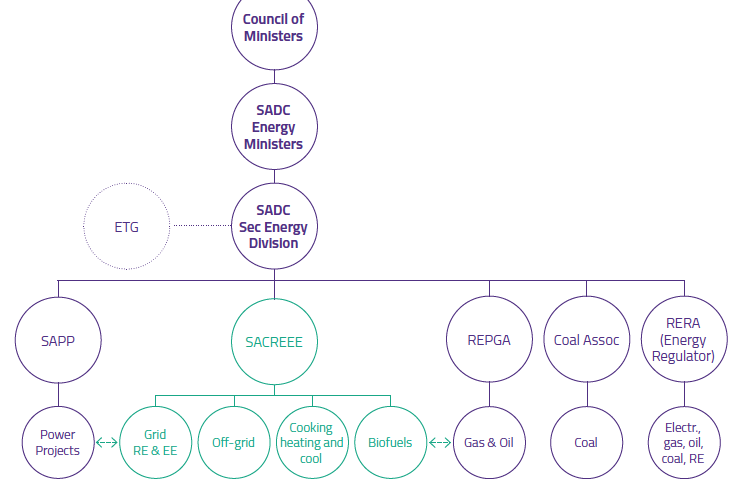 Council of
Ministers
SADC
Energy
Ministers
SADC
Sec Energy
Division
ETG
SAPP
SACREEE
REPGA
Coal Assoc
RERA
(Energy
Regulator)
Power
Projects
Grid
RE & EE
Off-grid
Cooking
heating and
cool
Biofuels
Gas & Oil
Coal
Electr.,
gas, oil,
coal, RE